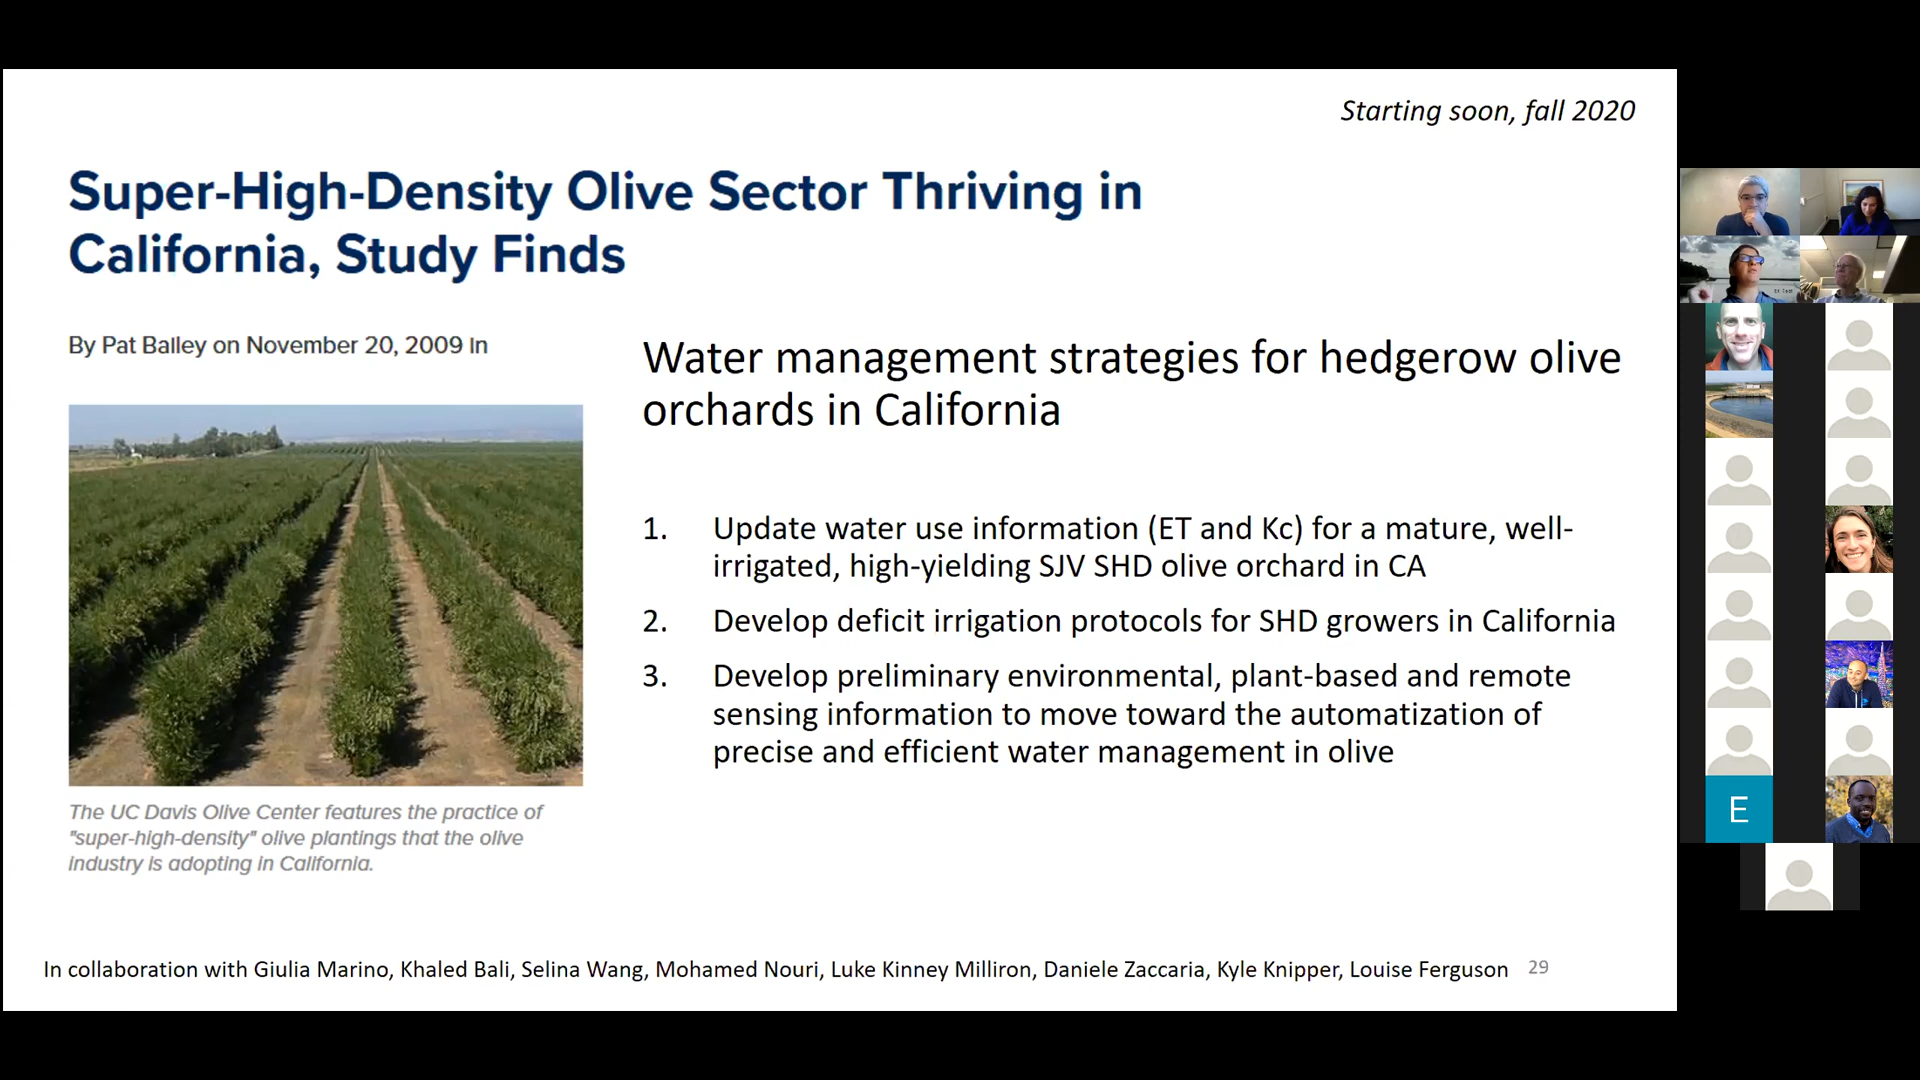 Starting soon, fall 2020
Super-High-Density Olive Sector Thriving in
California, Study Finds
By Pat Bailey on November 20, 2009 In
Water management strategies for hedgerow olive
orchards in California
1. Update water use information (ET and Kc) for a mature, well-
irrigated, high-yielding SJV SHD olive orchard in CA
2. Develop deficit irrigation protocols for SHD growers in California
3. Develop preliminary environmental, plant-based and remote
sensing information to move toward the automatization of
precise and efficient water management in olive
The UC Davis Olive Center features the practice of
"super-high-density" olive plantings that the olive
industry is adopting in California.
In collaboration with Giulia Marino, Khaled Bali, Selina Wang, Mohamed Nouri, Luke Kinney Milliron, Daniele Zaccaria, Kyle Knipper, Louise Ferguson 29
E